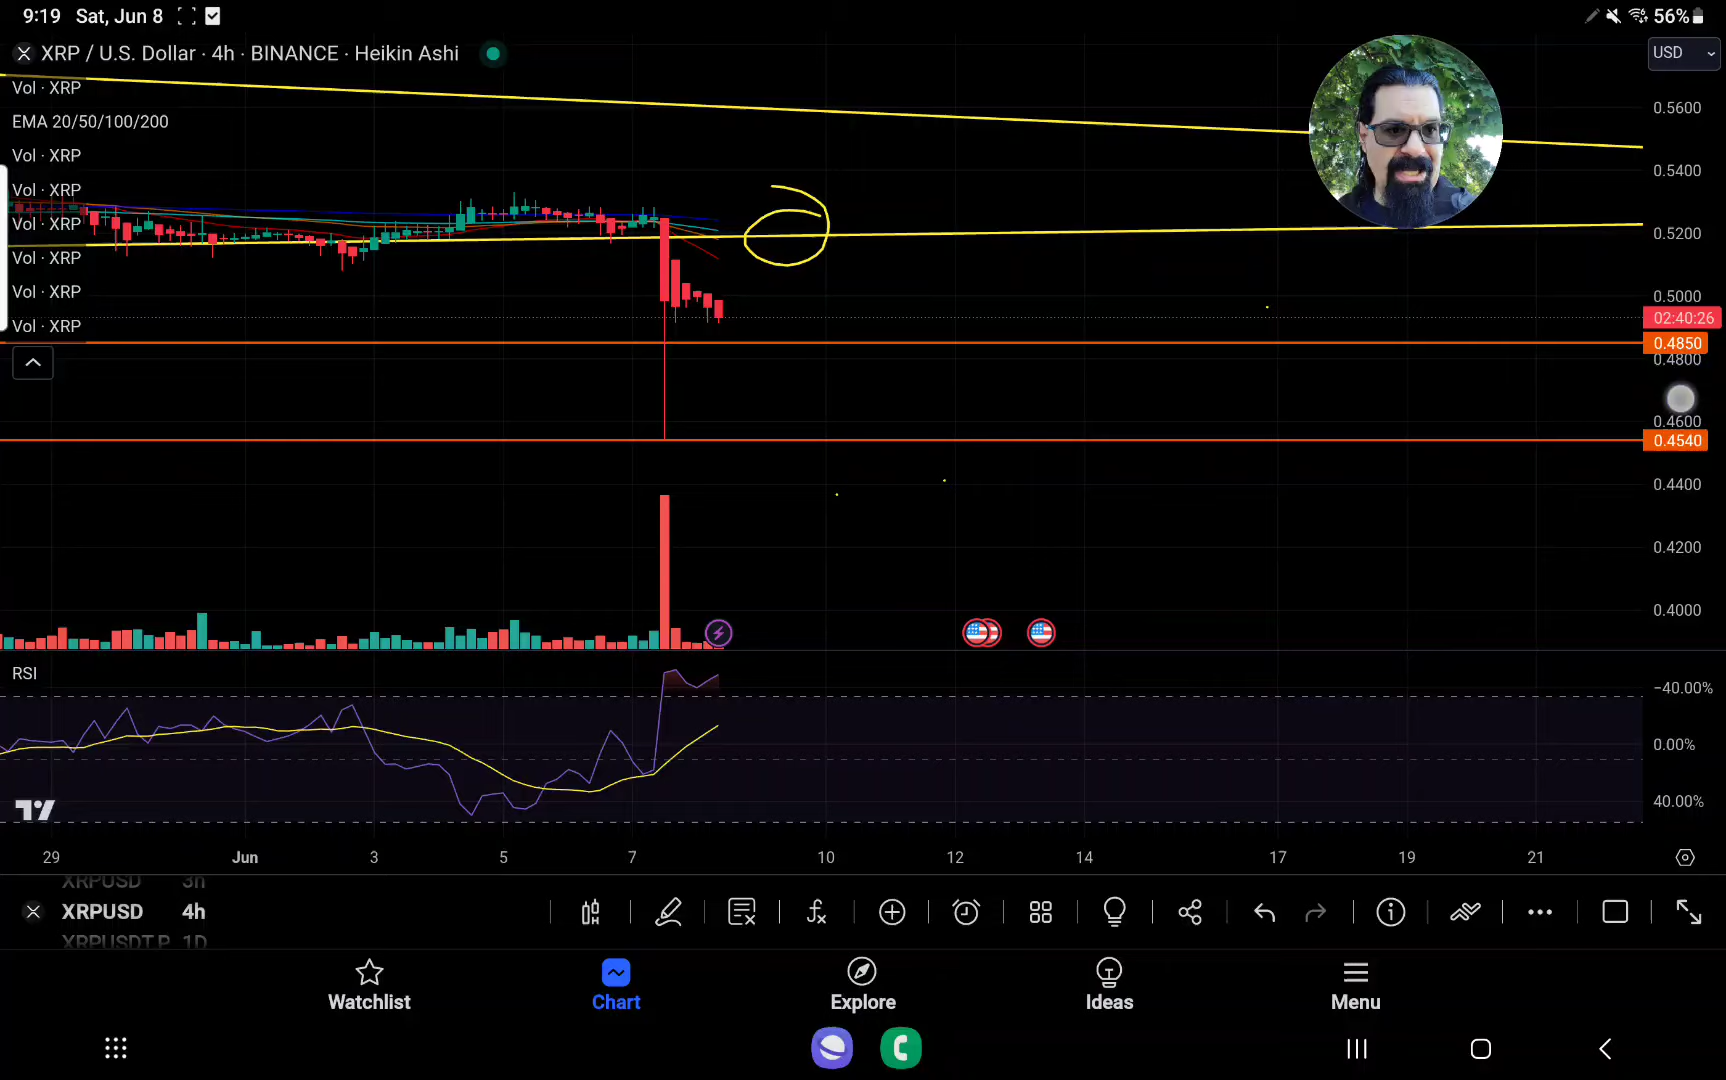 9:19 Sat, Jun 8 56%
XRP / U.S. Dollar · 4h · BINANCE · Heikin Ashi
USD
Vol · XRP
EMA 20/50/100/200
Vol · XRP
Vol · XRP
Vol · XRP
Vol · XRP
Vol · XRP
Vol · XRP
0.5600
0.5400
0.5200
0.5000
02:40:26
0.4850
0.4800
0.4600
0.4540
0.4400
0.4200
0.4000
RSI
−40.00%
0.00%
40.00%
29 Jun 3 5 7 10 12 14 17 19 21
XRPUSD 3h
XRPUSD 4h
XRPUSDT.P 1D
Watchlist Chart Explore Ideas Menu